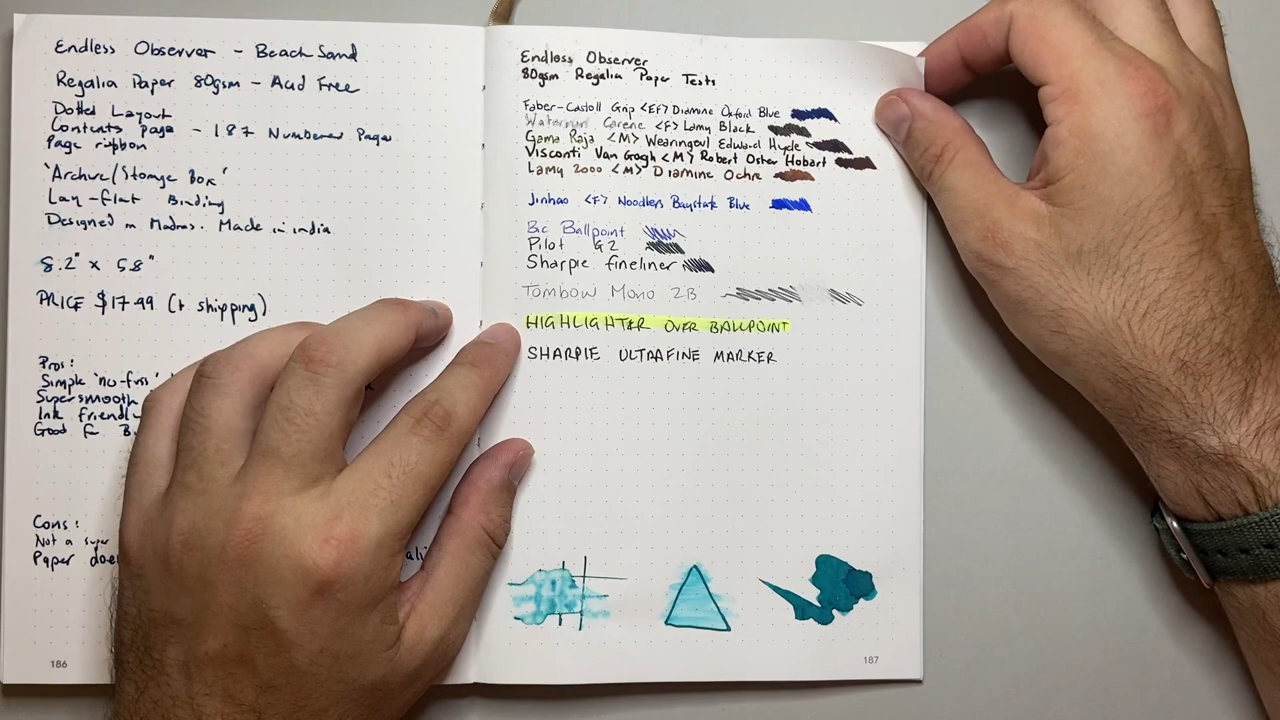 Endless Observer - Beach Sand
Regalia Paper 80gsm - Acid Free
Dotted Layout
Contents page - 187 Numbered Pages
Page ribbon
'Archive/Storage Box'
Lay-flat Binding
Designed in Madras. Made in india
8.2" x 5.8"
PRICE $17.99 (+ shipping)
Pros:
Simple 'no-fuss'
Supersmooth
Ink friendly
Good for
Cons:
Not a super
Paper
186
Endless Observer
80gsm Regalia Paper Tests
Faber-Castell Grip <EF> Diamine Oxford Blue
Waterman Carene <F> Lamy Black
Gama Raja <M> Wearingeul Edward Hyde
Visconti Van Gogh <M> Robert Oster Hobart
Lamy 2000 <M> Diamine Ochre
Jinhao <F> Noodlers Baystate Blue
Bic Ballpoint
Pilot G2
Sharpie fineliner
Tombow Mono 2B
HIGHLIGHTER OVER BALLPOINT
SHARPIE ULTRAFINE MARKER
187